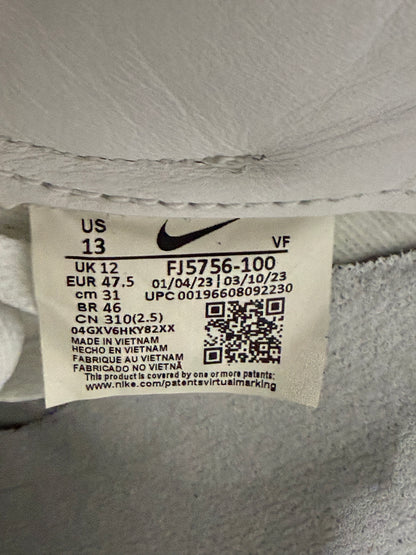 US
13 VF
UK 12 FJ5756-100
EUR 47.5 01/04/23 | 03/10/23
cm 31 UPC 00196608092230
BR 46
CN 310(2.5)
04GXV6HKY82XX
MADE IN VIETNAM
HECHO EN VIETNAM
FABRIQUE AU VIETNAM
FABRICADO NO VIETNÃ
This product is covered by one or more patents:
www.nike.com/patentsvirtualmarking